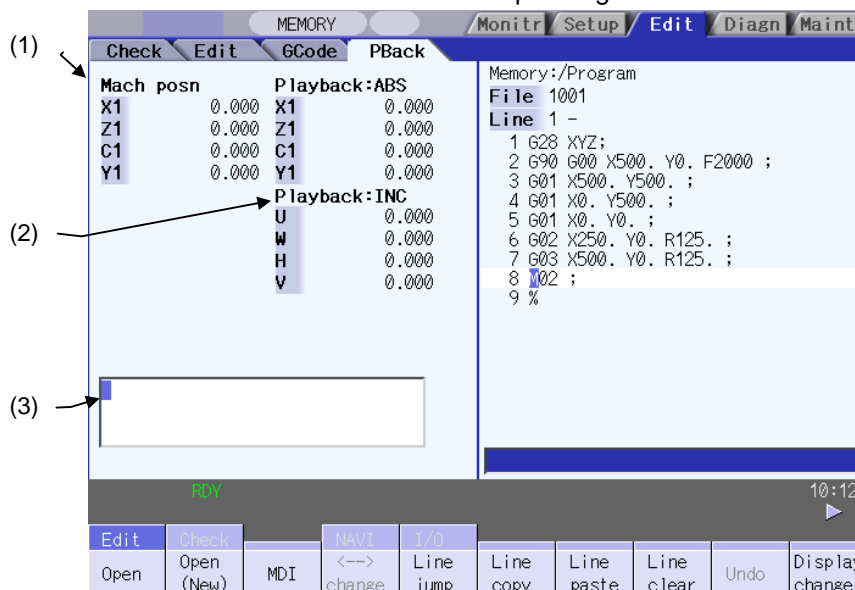 MEMORY
Monitr Setup Edit Diagn Maint
(1)
Check Edit GCode PBack
Mach posn Playback:ABS
X1 0.000 X1 0.000
Z1 0.000 Z1 0.000
C1 0.000 C1 0.000
Y1 0.000 Y1 0.000
(2)
Playback:INC
U 0.000
W 0.000
H 0.000
V 0.000
(3)
Memory:/Program
File 1001
Line 1 -
1 G28 XYZ;
2 G90 G00 X500. Y0. F2000 ;
3 G01 X500. Y500. ;
4 G01 X0. Y500. ;
5 G01 X0. Y0. ;
6 G02 X250. Y0. R125. ;
7 G03 X500. Y0. R125. ;
8 M02 ;
9 %
RDY
10:12
Edit Check NAVI I/O
Open
Open (New)
MDI
<--> change
Line jump
Line copy
Line paste
Line clear
Undo
Display change